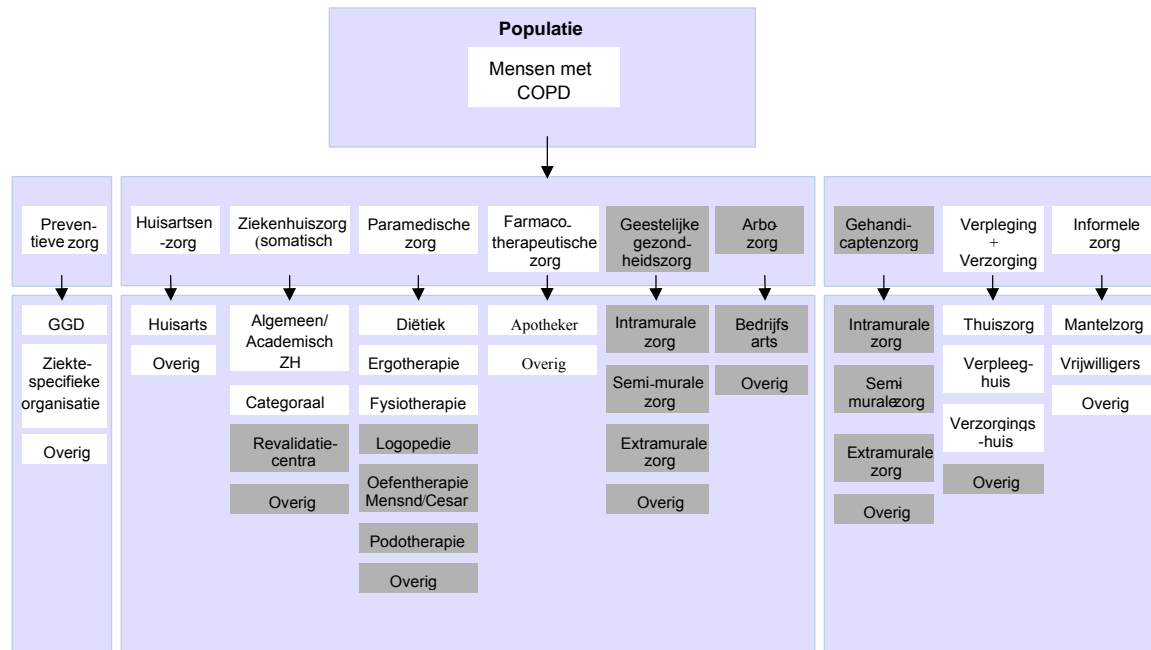 Populatie
Mensen met
COPD
Preven-
tieve zorg
Huisartsen
-zorg
Ziekenhuiszorg
(somatisch
Paramedische
zorg
Farmaco-
therapeutische
zorg
Geestelijke
gezond-
heidszorg
Arbo-
zorg
Gehandi-
captenzorg
Verpleging
+
Verzorging
Informele
zorg
GGD
Ziekte-
specifieke
organisatie
Overig
Huisarts
Overig
Algemeen/
Academisch
ZH
Categoraal
Revalidatie-
centra
Overig
Diëtiek
Ergotherapie
Fysiotherapie
Logopedie
Oefentherapie
Mensnd/Cesar
Podotherapie
Overig
Apotheker
Overig
Intramurale
zorg
Semi-murale
zorg
Extramurale
zorg
Overig
Bedrijfs
arts
Overig
Intramurale
zorg
Semi-
murale zorg
Extramurale
zorg
Overig
Thuiszorg
Verpleeg-
huis
Verzorgings
-huis
Overig
Mantelzorg
Vrijwilligers
Overig